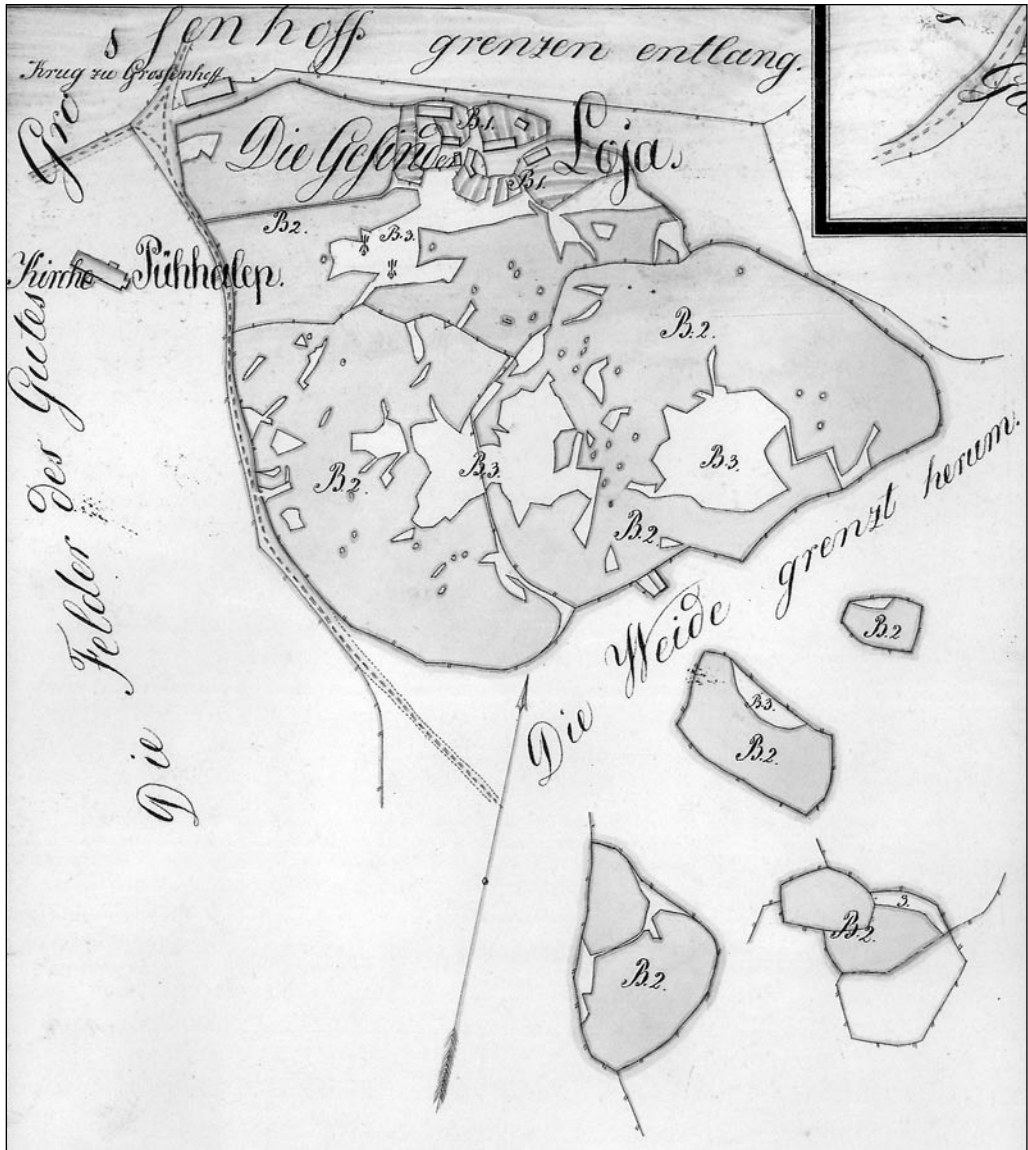 Die Felder des Gutes Grossenhoff grenzen entlang.
Krug zu Grossenhoff
B.1.
Die Gesinder Loja.
B.1.
B.2.
B.3.
Kirche Pühhalep.
B.2.
B.2.
B.3.
B.3.
B.2.
Die Weide grenzt herum.
B.2
B.3.
B.2.
3.
B.2.
B.2.